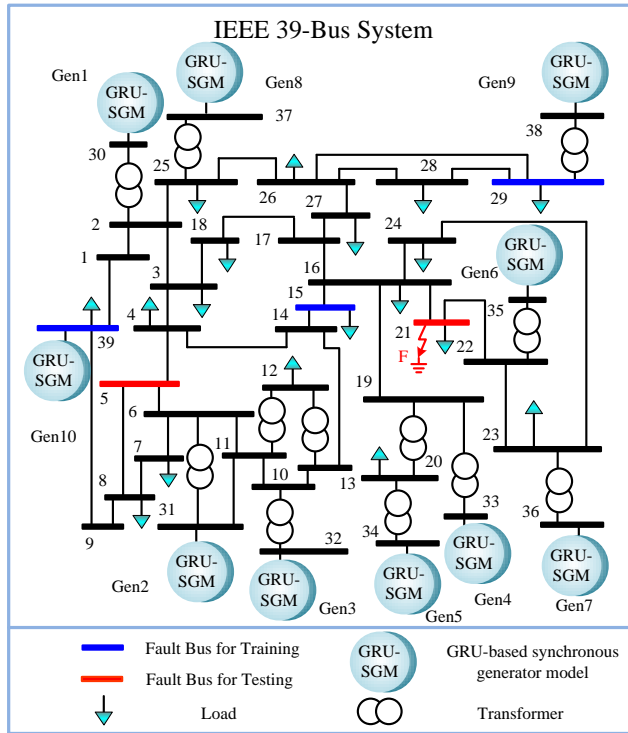 IEEE 39-Bus System
Gen1
GRU-
SGM
Gen8
GRU-
SGM
Gen9
GRU-
SGM
30
37
38
25
26
28
29
2
1
18
17
27
24
GRU-
SGM
Gen6
3
16
15
35
39
4
14
21
22
F
GRU-
SGM
Gen10
5
6
12
19
7
11
10
13
20
23
8
9
31
32
34
33
36
GRU-
SGM
Gen2
GRU-
SGM
Gen3
GRU-
SGM
Gen5
GRU-
SGM
Gen4
GRU-
SGM
Gen7
Fault Bus for Training
Fault Bus for Testing
Load
GRU-
SGM
GRU-based synchronous
generator model
Transformer